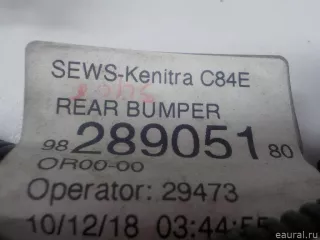 SEWS-Kenitra C84E
REAR BUMPER
98 289051 80
OR00-00
Operator: 29473
10/12/18 03:44:55
eaural.ru